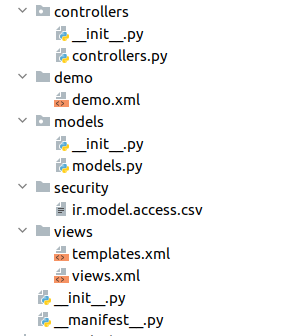 controllers
__init__.py
controllers.py
demo
demo.xml
models
__init__.py
models.py
security
ir.model.access.csv
views
templates.xml
views.xml
__init__.py
__manifest__.py